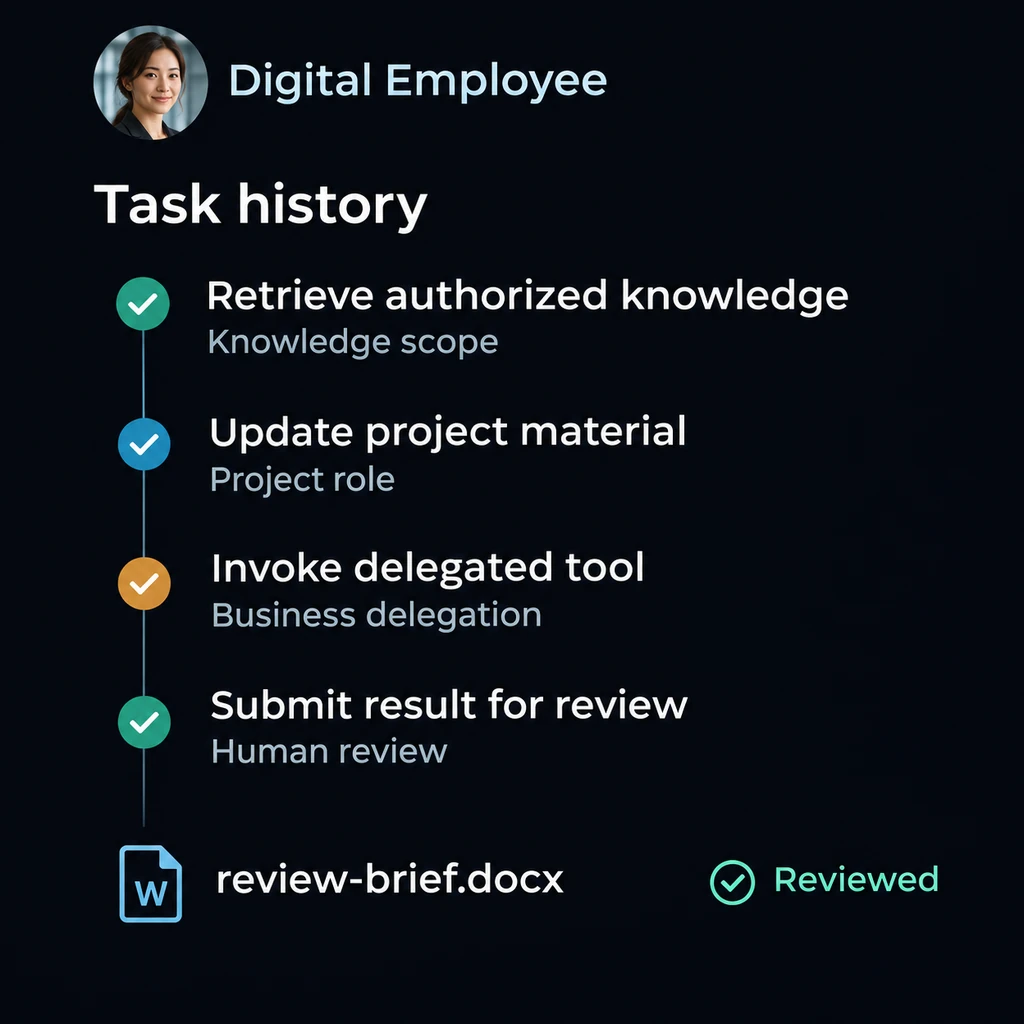 Digital Employee
Task history
Retrieve authorized knowledge
Knowledge scope
Update project material
Project role
Invoke delegated tool
Business delegation
Submit result for review
Human review
W
review-brief.docx
Reviewed